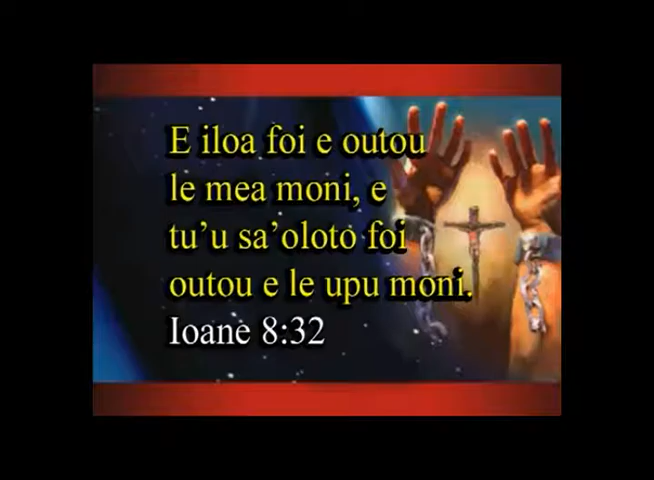 E iloa foi e outou
le mea moni, e
tu'u sa'oloto foi
outou e le upu moni.
Ioane 8:32